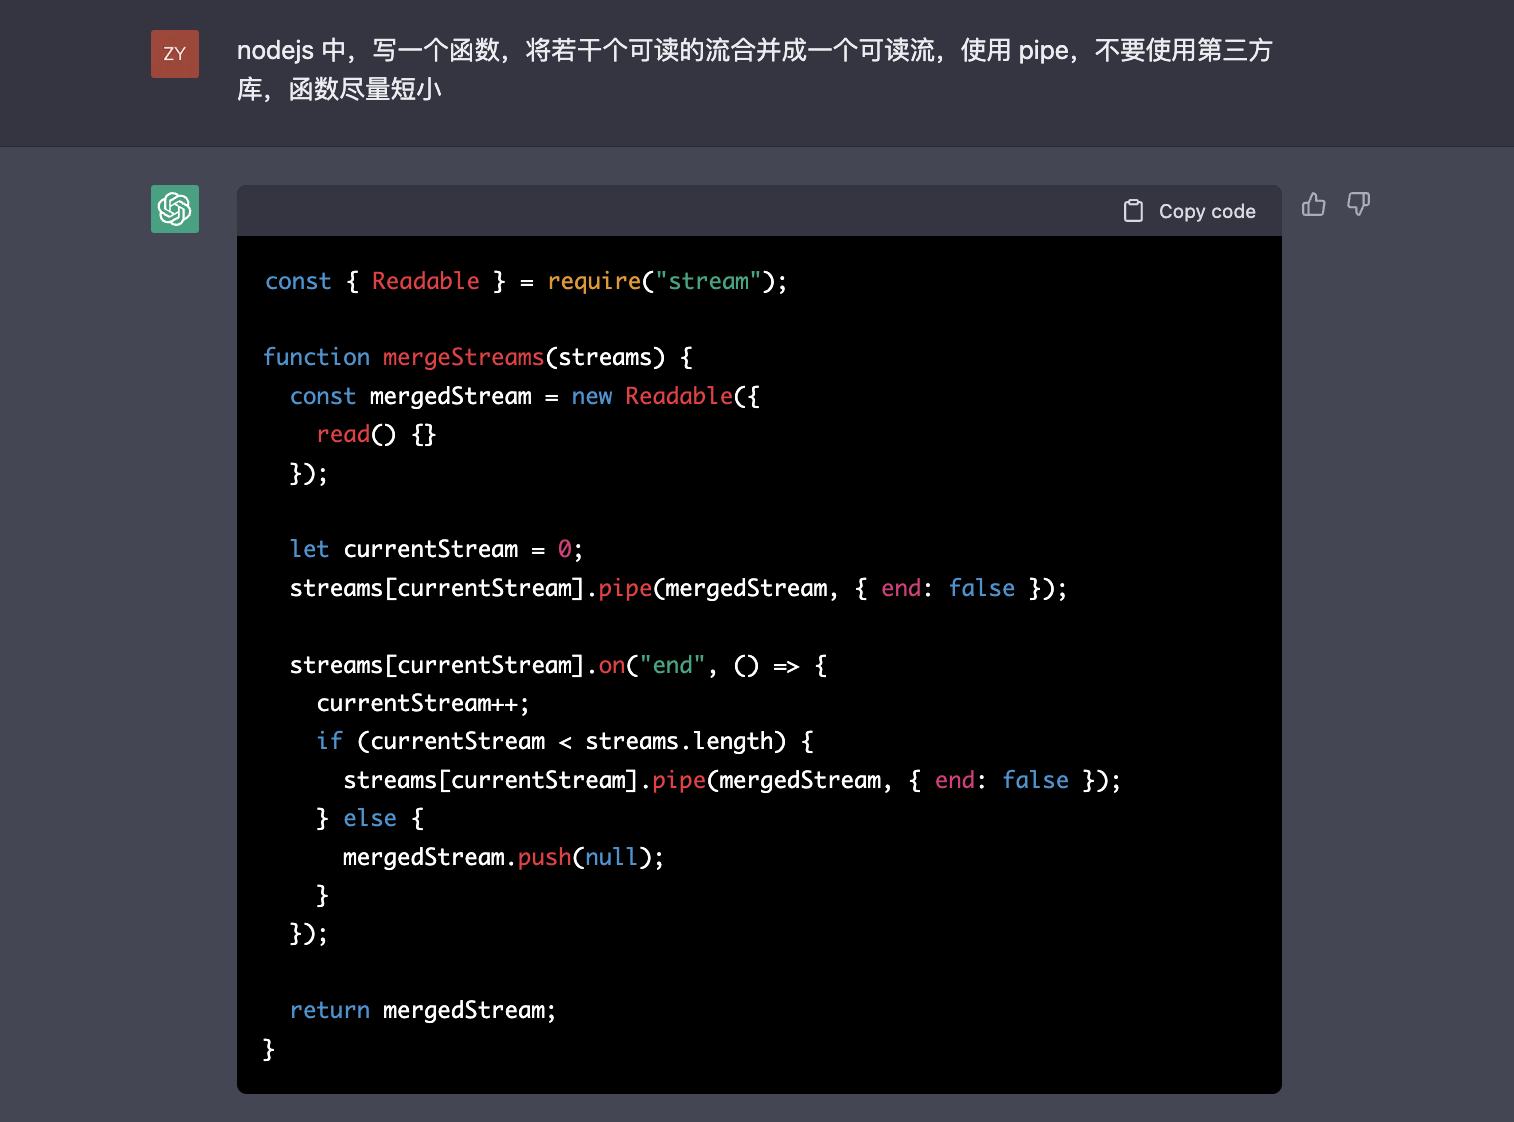 ZY
nodejs 中，写一个函数，将若干个可读的流合并成一个可读流，使用 pipe，不要使用第三方
库，函数尽量短小
Copy code
const { Readable } = require("stream");
function mergeStreams(streams) {
  const mergedStream = new Readable({
    read() {}
  });
  let currentStream = 0;
  streams[currentStream].pipe(mergedStream, { end: false });
  streams[currentStream].on("end", () => {
    currentStream++;
    if (currentStream < streams.length) {
      streams[currentStream].pipe(mergedStream, { end: false });
    } else {
      mergedStream.push(null);
    }
  });
  return mergedStream;
}